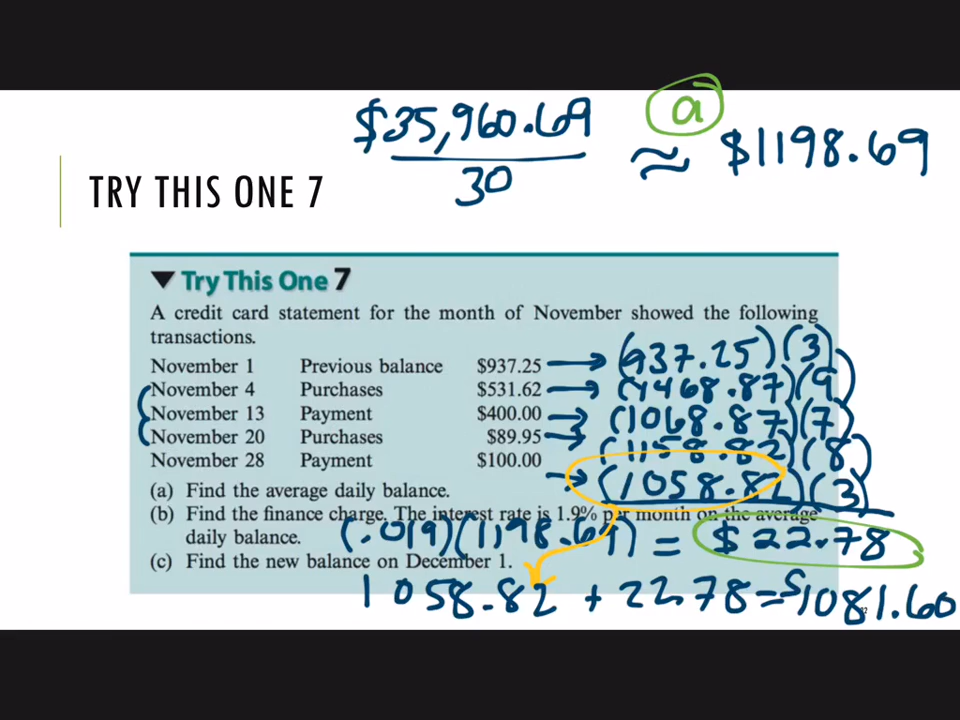 $35,960.69
30
≈
a
$1198.69
TRY THIS ONE 7
▼ Try This One 7
A credit card statement for the month of November showed the following
transactions.
November 1 Previous balance $937.25 → (937.25)(3)
November 4 Purchases $531.62 → (1468.87)(9)
November 13 Payment $400.00 → (1068.87)(7)
November 20 Purchases $89.95 → (1158.82)(8)
November 28 Payment $100.00 → (1058.82)(3)
(a) Find the average daily balance.
(b) Find the finance charge. The interest rate is 1.9% per month on the average
daily balance.
(.019)(1198.69) = $22.78
(c) Find the new balance on December 1.
1058.82 + 22.78 = $1081.60